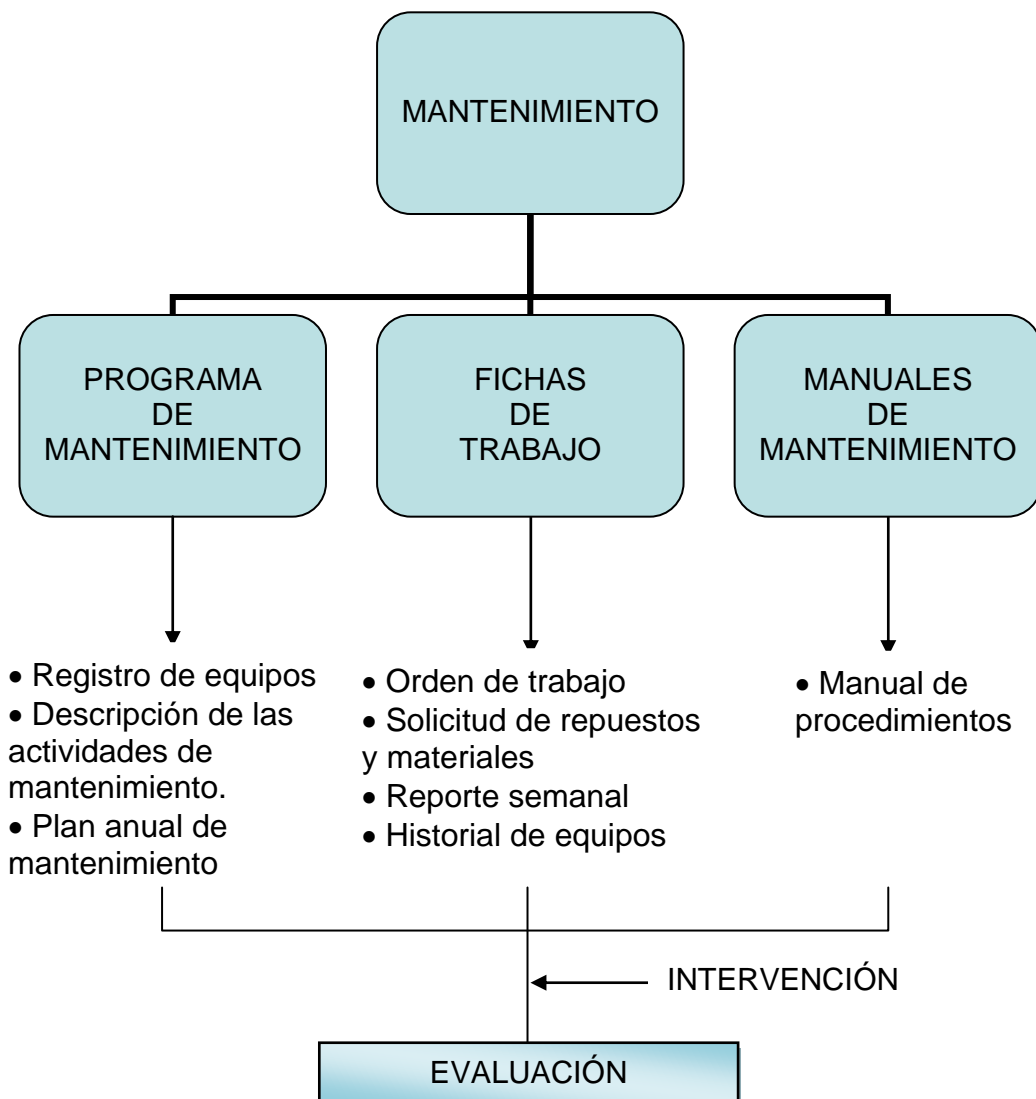 MANTENIMIENTO
PROGRAMA
DE
MANTENIMIENTO
FICHAS
DE
TRABAJO
MANUALES
DE
MANTENIMIENTO
• Registro de equipos
• Descripción de las
actividades de
mantenimiento.
• Plan anual de
mantenimiento
• Orden de trabajo
• Solicitud de repuestos
y materiales
• Reporte semanal
• Historial de equipos
• Manual de
procedimientos
INTERVENCIÓN
EVALUACIÓN